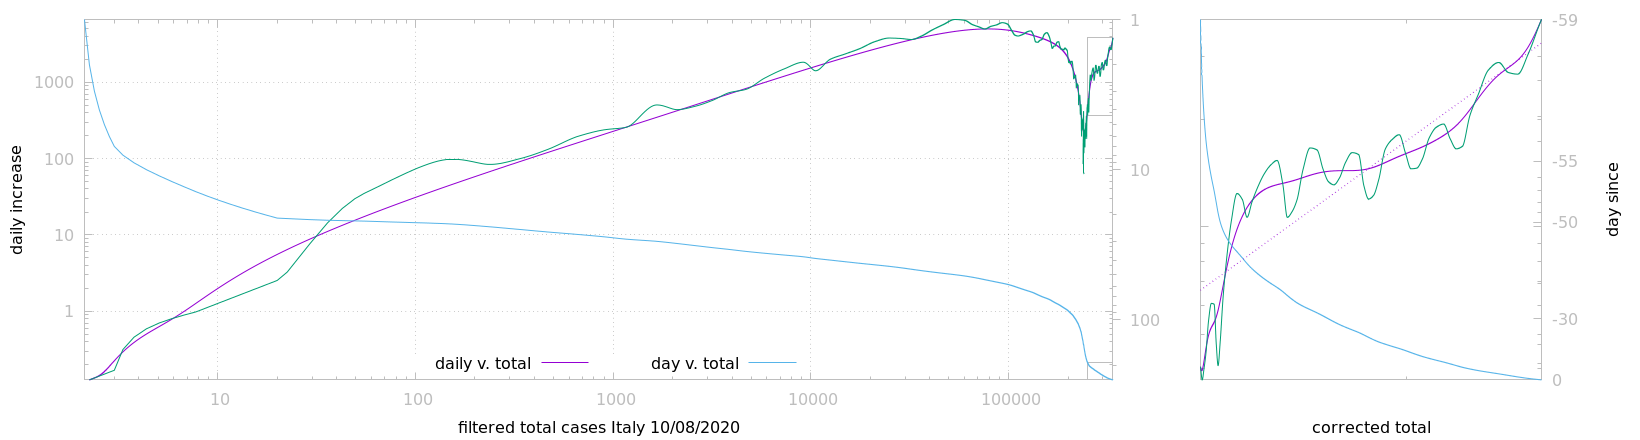 daily increase
1000
100
10
1
daily v. total
day v. total
10
100
1000
10000
100000
filtered total cases Italy 10/08/2020
1
10
100
-59
-55
-50
-30
0
day since
corrected total